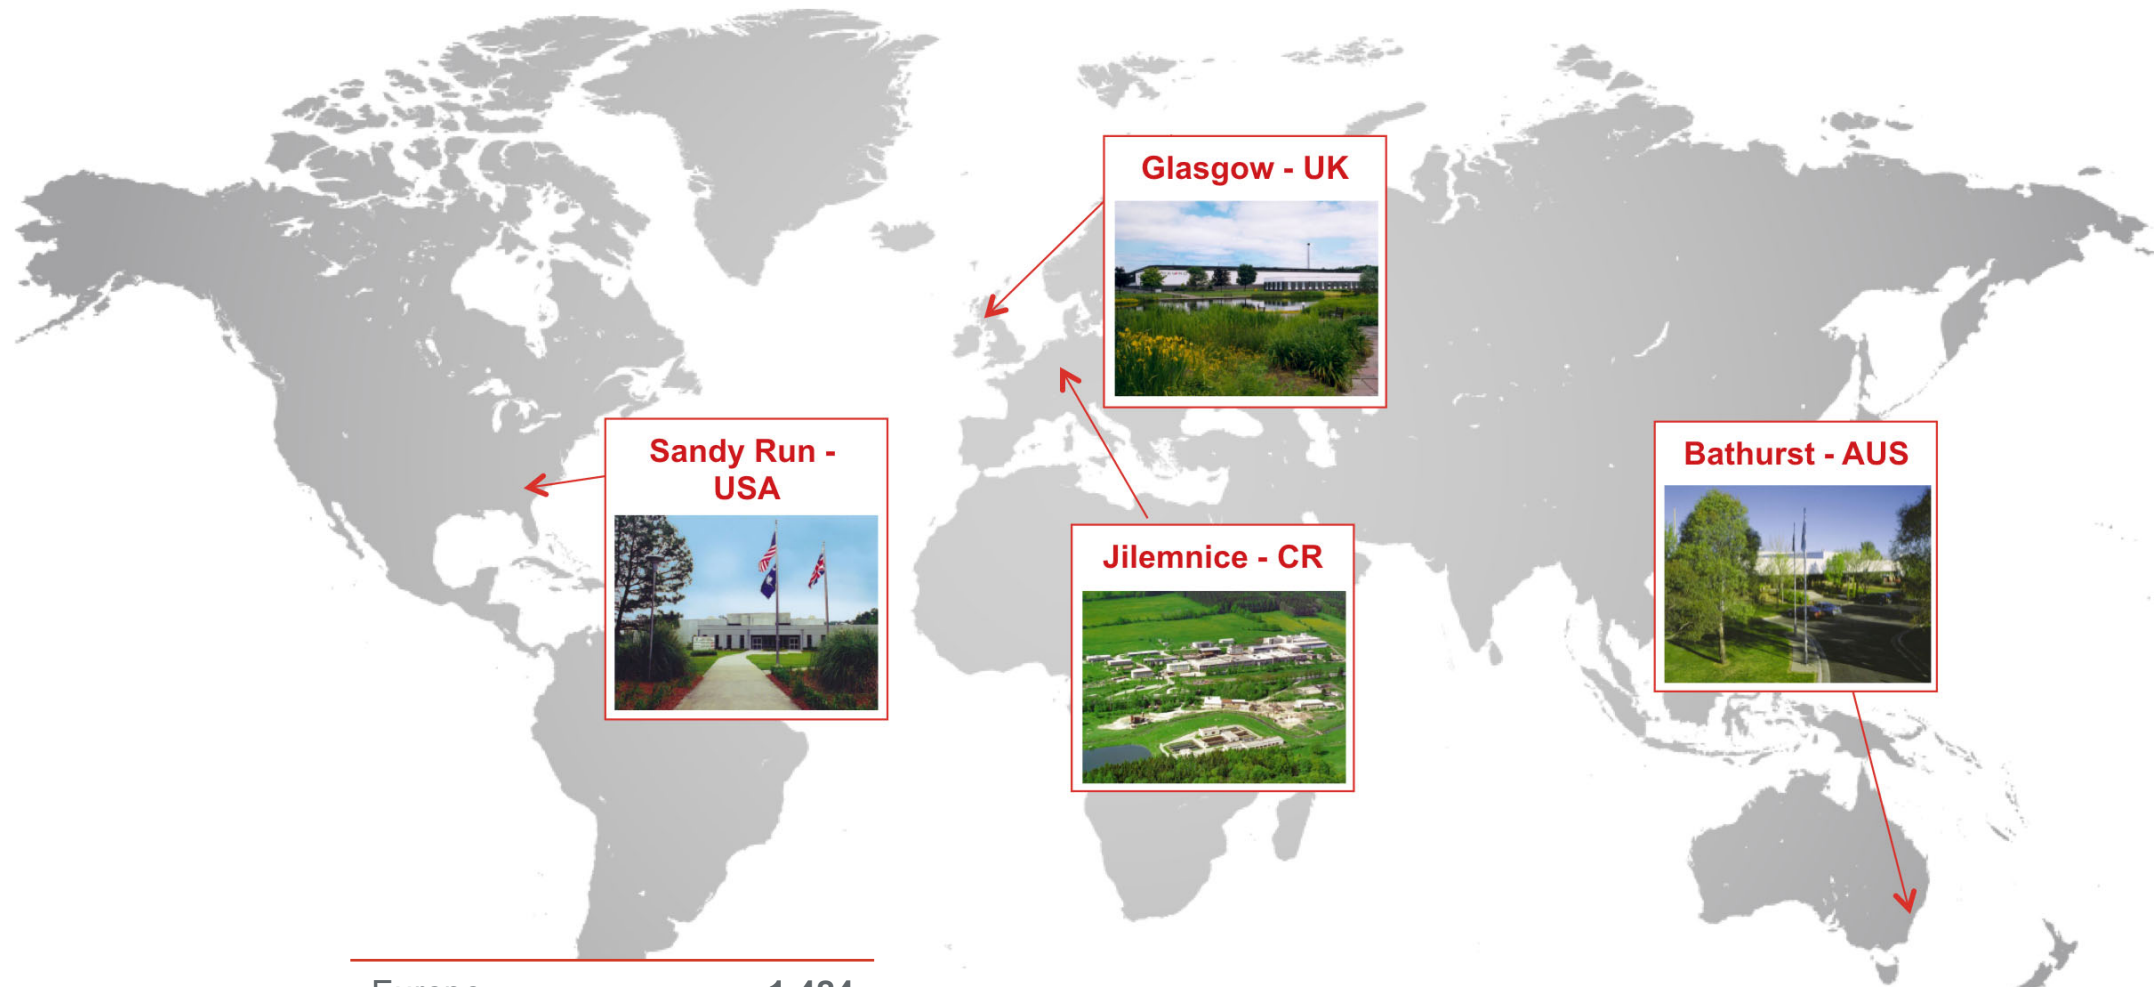 Glasgow - UK
Sandy Run -
USA
Bathurst - AUS
Jilemnice - CR